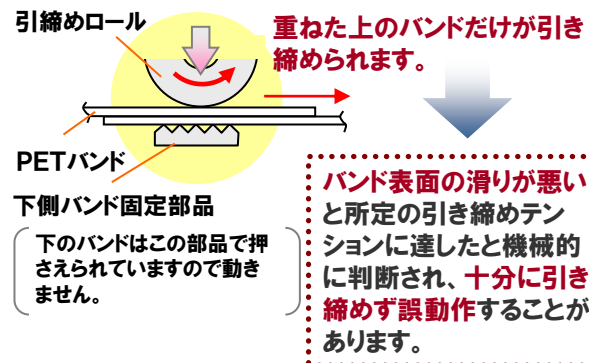 引締めロール
重ねた上のバンドだけが引き
締められます。
PETバンド
下側バンド固定部品
下のバンドはこの部品で押
さえられていますので動き
ません。
バンド表面の滑りが悪い
と所定の引き締めテン
ションに達したと機械的
に判断され、十分に引き
締めず誤動作することが
あります。